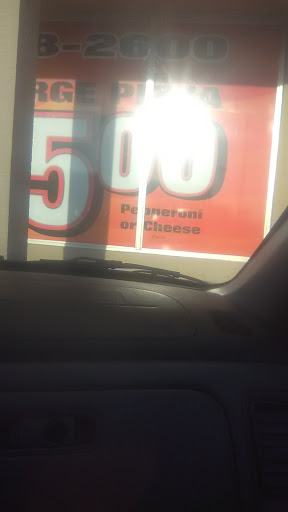 8-2600
RGE PIZZA
500
Pepperoni
or Cheese